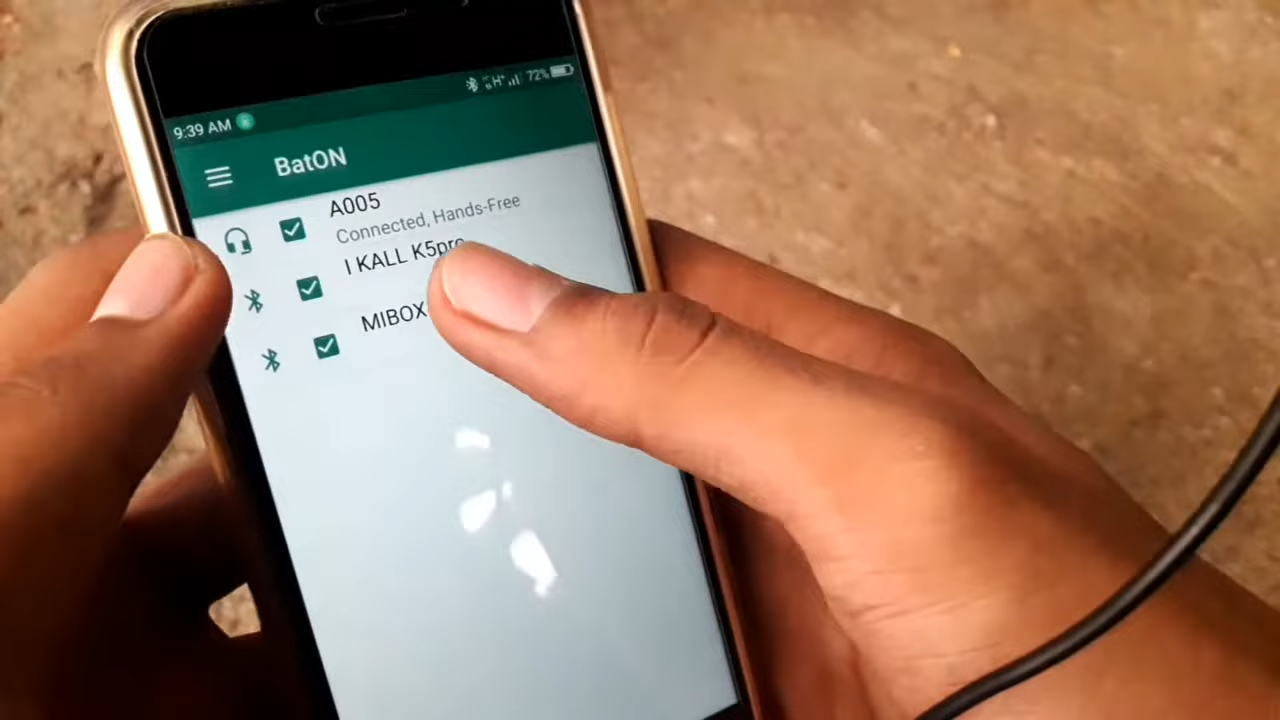 9:39 AM
H+ 72%
BatON
A005
Connected, Hands-Free
I KALL K5pro
MIBOX